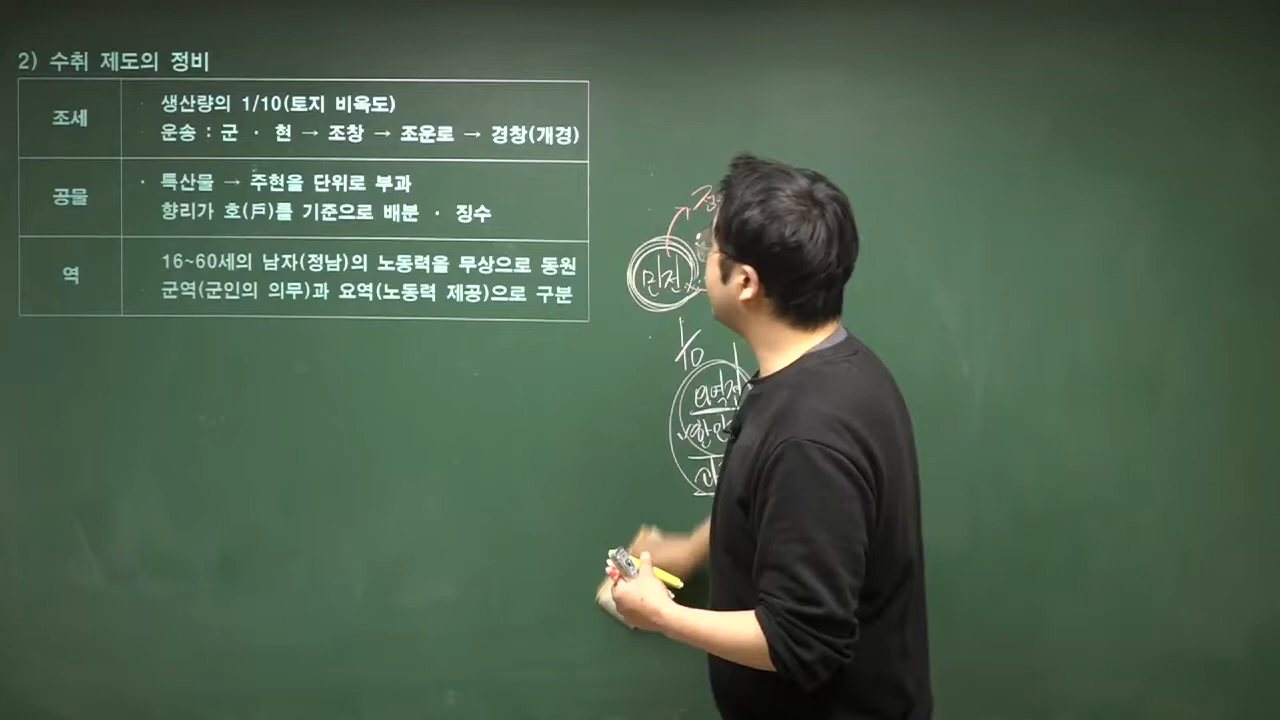 2) 수취 제도의 정비
조세
· 생산량의 1/10(토지 비옥도)
· 운송 : 군 · 현 → 조창 → 조운로 → 경창(개경)
공물
· 특산물 → 주현을 단위로 부과
향리가 호(戶)를 기준으로 배분 · 징수
역
16~60세의 남자(정남)의 노동력을 무상으로 동원
군역(군인의 의무)과 요역(노동력 제공)으로 구분
민전
1/10